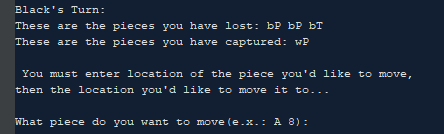 Black's Turn:
These are the pieces you have lost: bP bP bT
These are the pieces you have captured: wP
You must enter location of the piece you'd like to move,
then the location you'd like to move it to...
What piece do you want to move(e.x.: A 8):